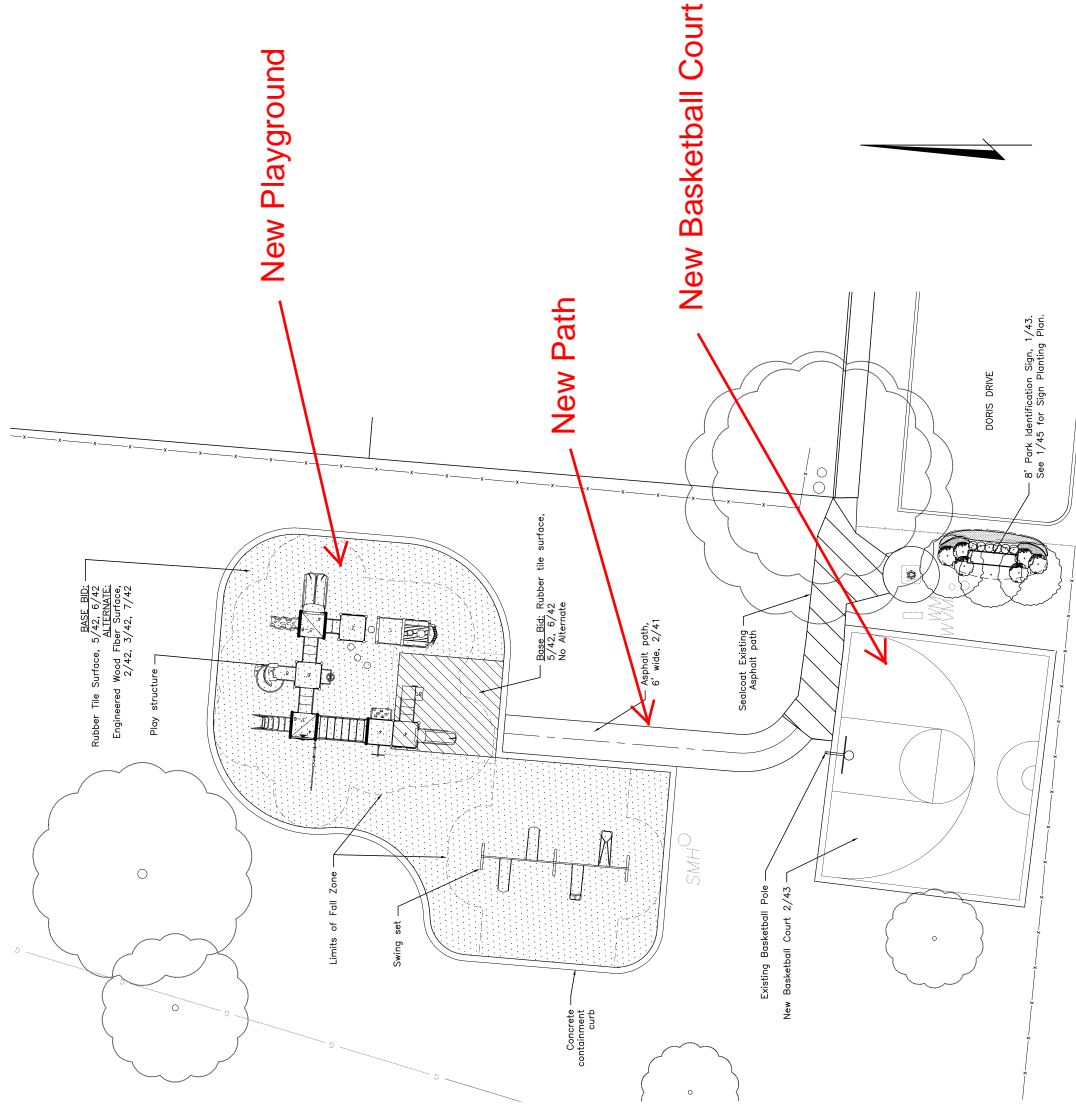 New Playground
New Path
New Basketball Court
BASE BID:
Rubber Tile Surface, 5/42, 6/42
ALTERNATE:
Engineered Wood Fiber Surface,
2/42, 3/42, 7/42
Play structure
Limits of Fall Zone
Swing set
Concrete
containment
curb
Base Bid: Rubber tile surface,
5/42, 6/42
No Alternate
Asphalt path,
6' wide, 2/41
Sealcoat Existing
Asphalt path
SMH
Existing Basketball Pole
New Basketball Court 2/43
DORIS DRIVE
8" Park Identification Sign, 1/43.
See 1/45 for Sign Planting Plan.